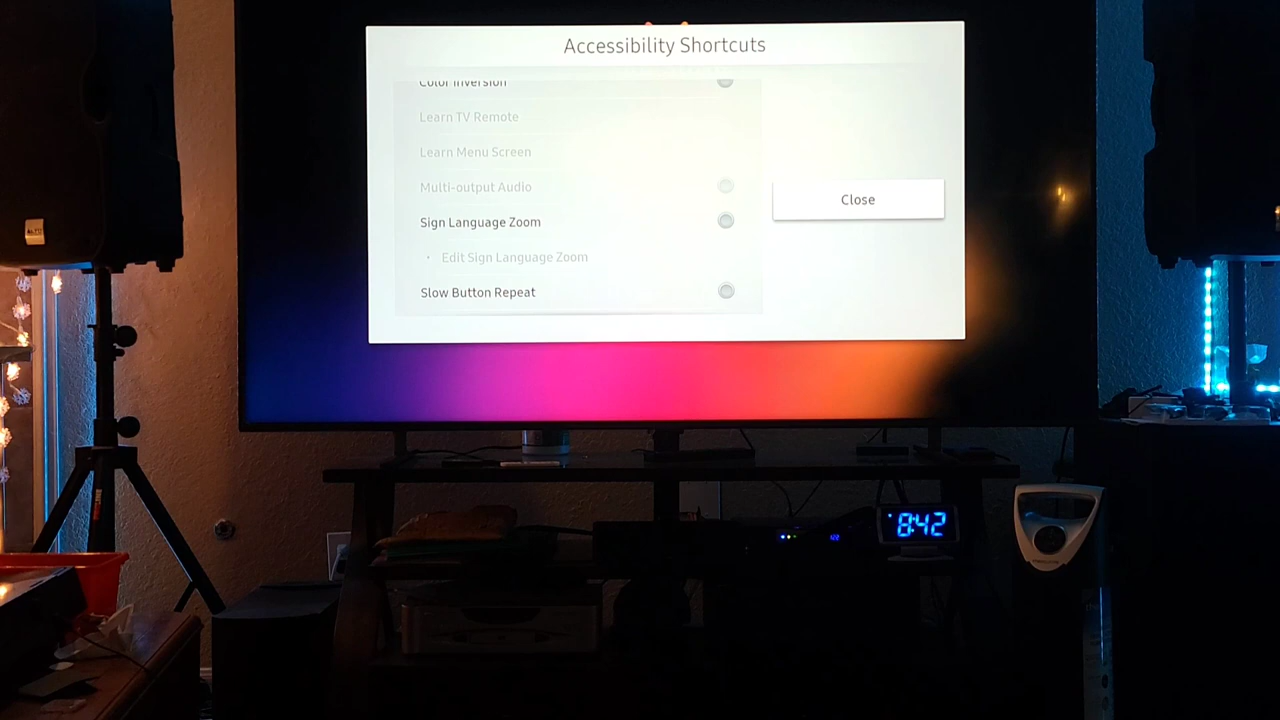 Accessibility Shortcuts
Color Inversion
Learn TV Remote
Learn Menu Screen
Multi-output Audio
Sign Language Zoom
• Edit Sign Language Zoom
Slow Button Repeat
Close
8:42